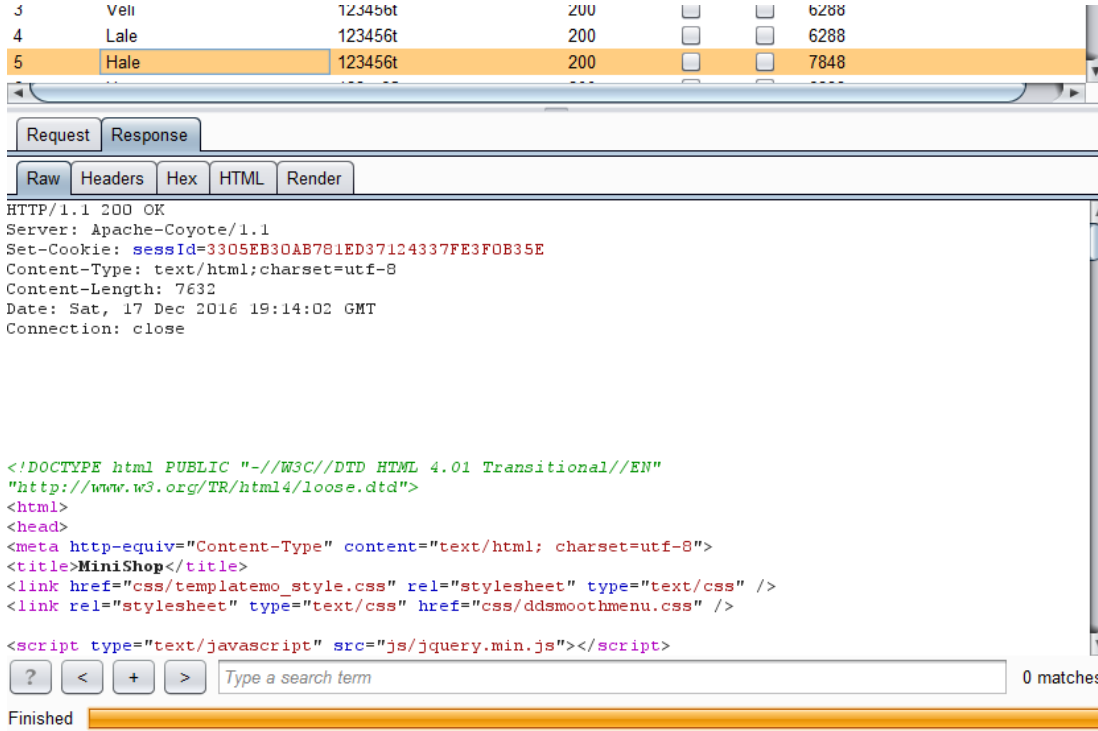 3 Veli 123456t 200 6288
4 Lale 123456t 200 6288
5 Hale 123456t 200 7848
Request Response
Raw Headers Hex HTML Render
HTTP/1.1 200 OK
Server: Apache-Coyote/1.1
Set-Cookie: sessId=3305EB30AB781ED37124337FE3F0B35E
Content-Type: text/html;charset=utf-8
Content-Length: 7632
Date: Sat, 17 Dec 2016 19:14:02 GMT
Connection: close
<!DOCTYPE html PUBLIC "-//W3C//DTD HTML 4.01 Transitional//EN"
"http://www.w3.org/TR/html4/loose.dtd">
<html>
<head>
<meta http-equiv="Content-Type" content="text/html; charset=utf-8">
<title>MiniShop</title>
<link href="css/templatemo_style.css" rel="stylesheet" type="text/css" />
<link rel="stylesheet" type="text/css" href="css/ddsmoothmenu.css" />
<script type="text/javascript" src="js/jquery.min.js"></script>
? < + > Type a search term 0 matches
Finished